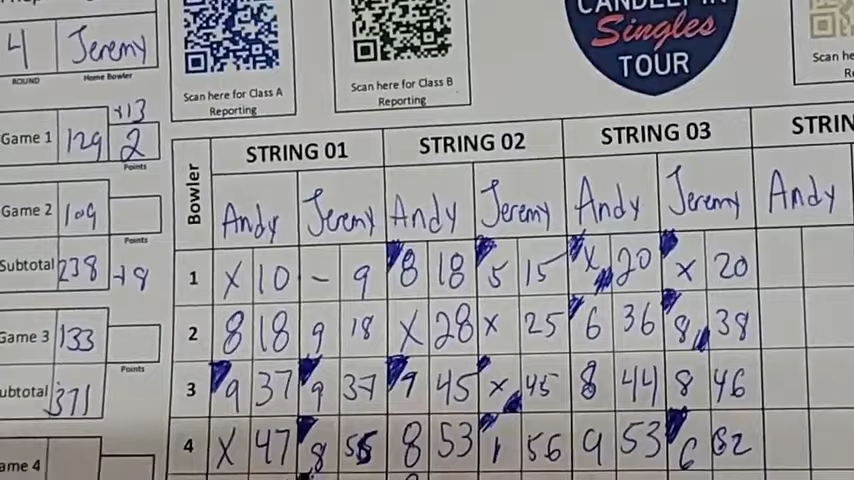 4 Jeremy
ROUND Home Bowler
Scan here for Class A
Reporting
Scan here for Class B
Reporting
CANDLEPIN
Singles
TOUR
Scan he
+13
Game 1 129 2
Points
Game 2 109
Points
Subtotal 238 +8
Game 3 133
Points
ubtotal 371
ame 4
Bowler STRING 01 STRING 02 STRING 03 STRIN
Andy Jeremy Andy Jeremy Andy Jeremy Andy
1 X 10 - 9 8 18 5 15 X 20 X 20
2 8 18 9 18 X 28 X 25 6 36 8 38
3 9 37 9 37 9 45 X 45 8 44 8 46
4 X 47 8 55 8 53 1 56 9 53 6 62